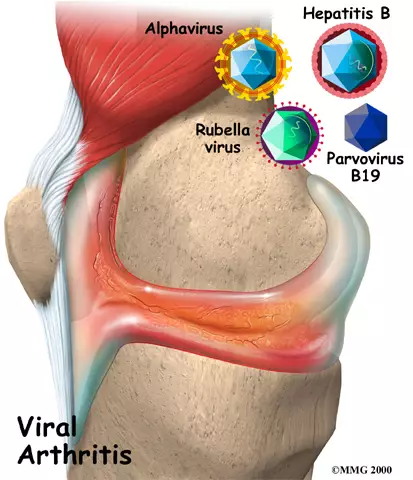 Alphavirus
Hepatitis B
Rubella
virus
Parvovirus
B19
Viral
Arthritis
©MMG 2000